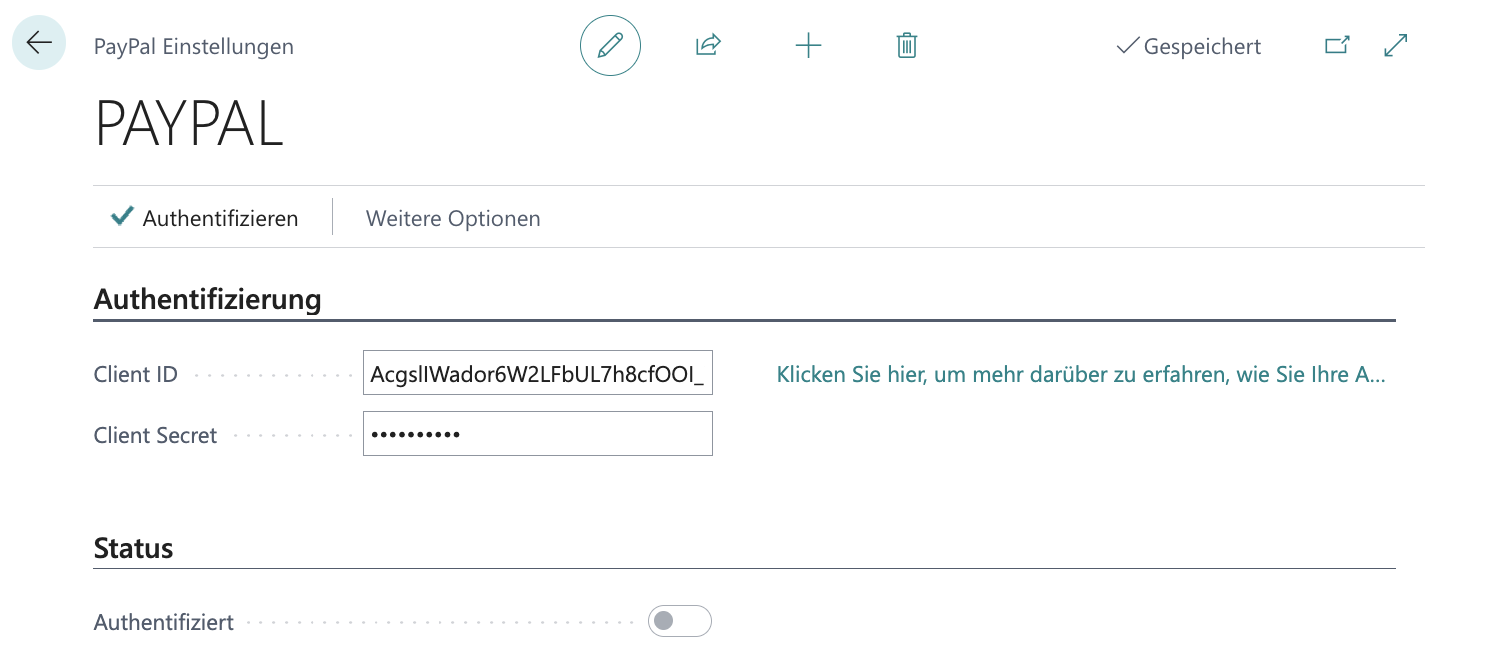 PayPal Einstellungen
Gespeichert
PAYPAL
Authentifizieren
Weitere Optionen
Authentifizierung
Client ID
AcgslIWador6W2LFbUL7h8cfOOI_
Klicken Sie hier, um mehr darüber zu erfahren, wie Sie Ihre A...
Client Secret
••••••••••
Status
Authentifiziert